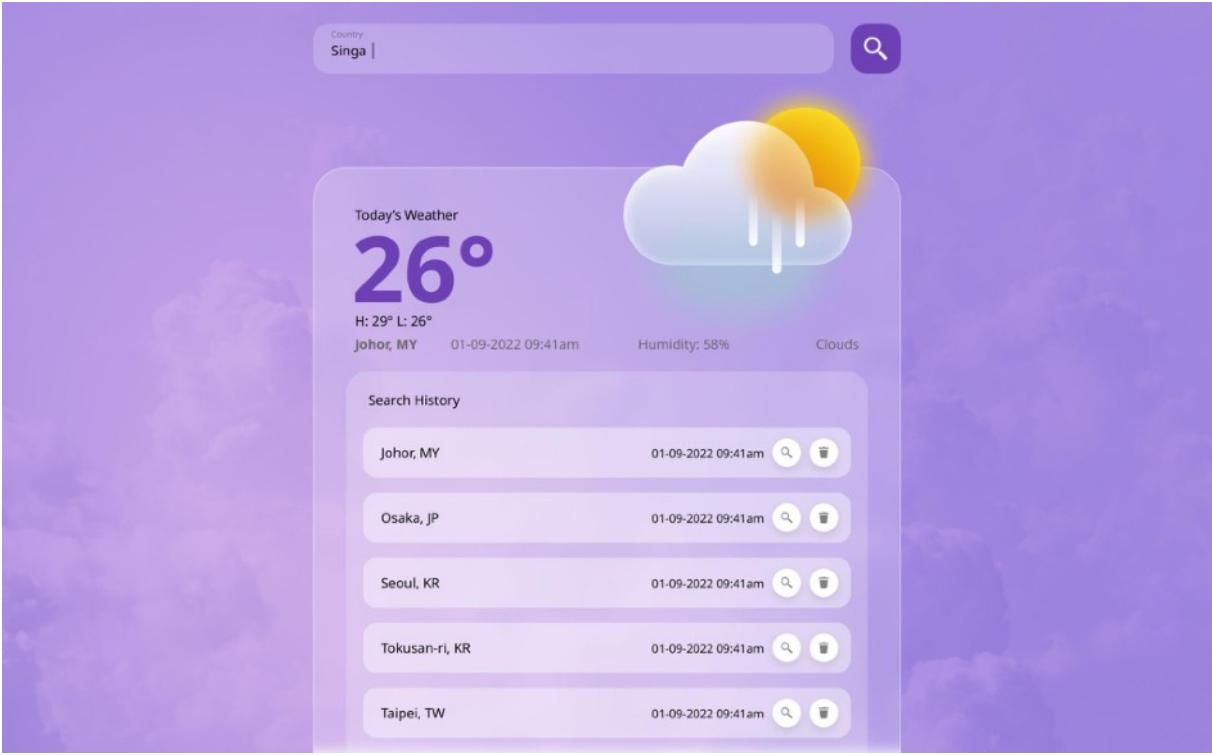 Country
Singa
Today's Weather
26°
H: 29° L: 26°
Johor, MY 01-09-2022 09:41am Humidity: 58% Clouds
Search History
Johor, MY 01-09-2022 09:41am
Osaka, JP 01-09-2022 09:41am
Seoul, KR 01-09-2022 09:41am
Tokusan-ri, KR 01-09-2022 09:41am
Taipei, TW 01-09-2022 09:41am